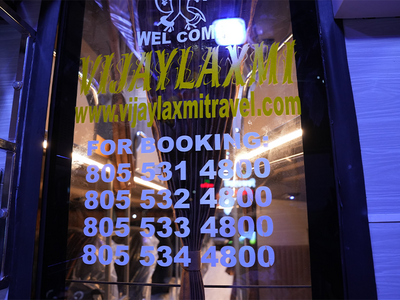 WEL COME
VIJAYLAXMI
www.vijaylaxmitravel.com
FOR BOOKING:
805 531 4800
805 532 4800
805 533 4800
805 534 4800